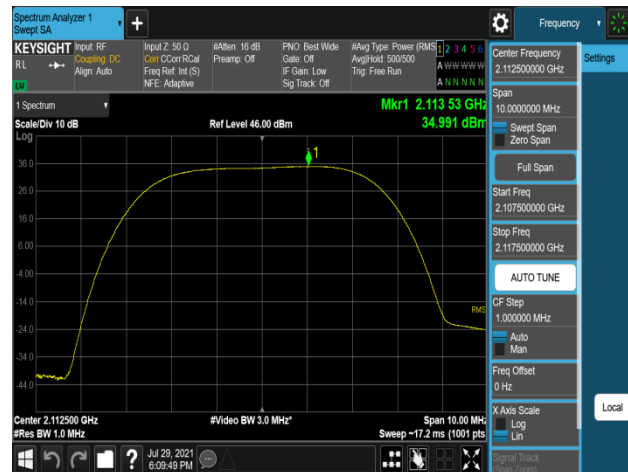 Spectrum Analyzer 1
Swept SA
Frequency
KEYSIGHT
Input: RF
Input Z: 50 Ω
#Atten: 16 dB
PNO: Best Wide
#Avg Type: Power (RMS
1 2 3 4 5 6
RL
Coupling: DC
Corr CCorr RCal
Preamp: Off
Gate: Off
Avg|Hold: 500/500
A W W W W W
Align: Auto
Freq Ref: Int (S)
IF Gain: Low
Trig: Free Run
NFE: Adaptive
Sig Track: Off
A N N N N N
LXI
1 Spectrum
Mkr1 2.113 53 GHz
Scale/Div 10 dB
Ref Level 46.00 dBm
34.991 dBm
Log
1
36.0
26.0
16.0
6.00
-4.00
-14.0
-24.0
-34.0
-44.0
RMS
Center 2.112500 GHz
#Video BW 3.0 MHz*
Span 10.00 MHz
#Res BW 1.0 MHz
Sweep ~17.2 ms (1001 pts
Jul 29, 2021
6:09:49 PM
Center Frequency
2.112500000 GHz
Settings
Span
10.0000000 MHz
Swept Span
Zero Span
Full Span
Start Freq
2.107500000 GHz
Stop Freq
2.117500000 GHz
AUTO TUNE
CF Step
1.000000 MHz
Auto
Man
Freq Offset
0 Hz
X Axis Scale
Log
Lin
Local
Signal Track
(Span Zoom)